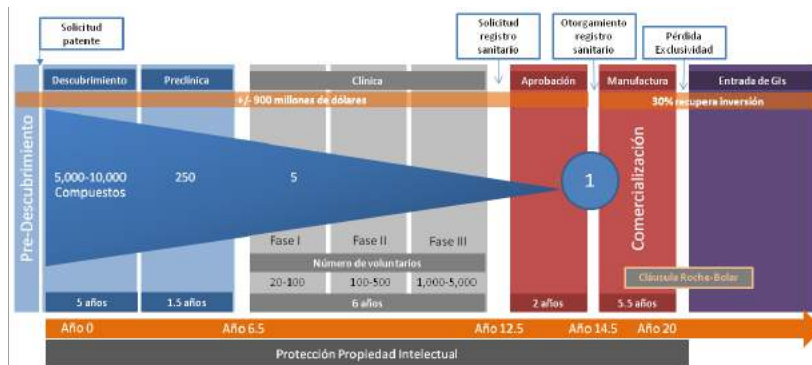 Solicitud
patente
Solicitud
registro
sanitario
Otorgamiento
registro
sanitario
Pérdida
Exclusividad
Pre-Descubrimiento
Descubrimiento
Preclínica
Clínica
Aprobación
Manufactura
Entrada de GIs
+/- 900 millones de dólares
30% recupera inversión
5,000-10,000
Compuestos
250
5
1
Comercialización
Fase I
Fase II
Fase III
Número de voluntarios
20-100
100-500
1,000-5,000
Cláusula Roche-Bolar
5 años
1.5 años
6 años
2 años
5.5 años
Año 0
Año 6.5
Año 12.5
Año 14.5
Año 20
Protección Propiedad Intelectual